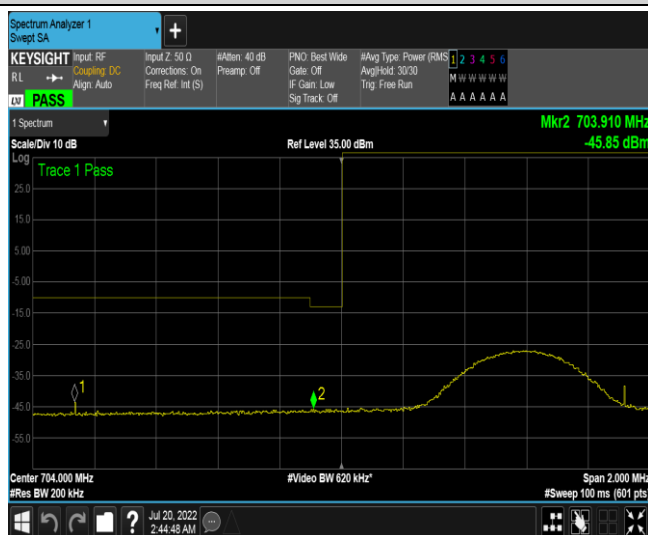 Spectrum Analyzer 1
Swept SA
+
KEYSIGHT
RL
LXI PASS
Input: RF
Coupling: DC
Align: Auto
Input Z: 50 Ω
Corrections: On
Freq Ref: Int (S)
#Atten: 40 dB
Preamp: Off
PNO: Best Wide
Gate: Off
IF Gain: Low
Sig Track: Off
#Avg Type: Power (RMS
Avg|Hold: 30/30
Trig: Free Run
1 2 3 4 5 6
M W W W W W
A A A A A A
1 Spectrum
Mkr2 703.910 MHz
-45.85 dBm
Scale/Div 10 dB
Ref Level 35.00 dBm
Log
Trace 1 Pass
25.0
15.0
5.00
-5.00
-15.0
-25.0
-35.0
-45.0
-55.0
1
2
Center 704.000 MHz
#Video BW 620 kHz*
Span 2.000 MHz
#Res BW 200 kHz
#Sweep 100 ms (601 pts)
?
Jul 20, 2022
2:44:48 AM